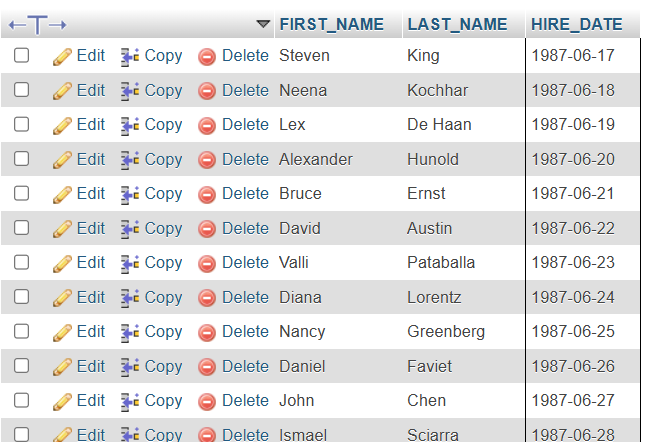 FIRST_NAME LAST_NAME HIRE_DATE
Edit Copy Delete Steven King 1987-06-17
Edit Copy Delete Neena Kochhar 1987-06-18
Edit Copy Delete Lex De Haan 1987-06-19
Edit Copy Delete Alexander Hunold 1987-06-20
Edit Copy Delete Bruce Ernst 1987-06-21
Edit Copy Delete David Austin 1987-06-22
Edit Copy Delete Valli Pataballa 1987-06-23
Edit Copy Delete Diana Lorentz 1987-06-24
Edit Copy Delete Nancy Greenberg 1987-06-25
Edit Copy Delete Daniel Faviet 1987-06-26
Edit Copy Delete John Chen 1987-06-27
Edit Copy Delete Ismael Sciarra 1987-06-28